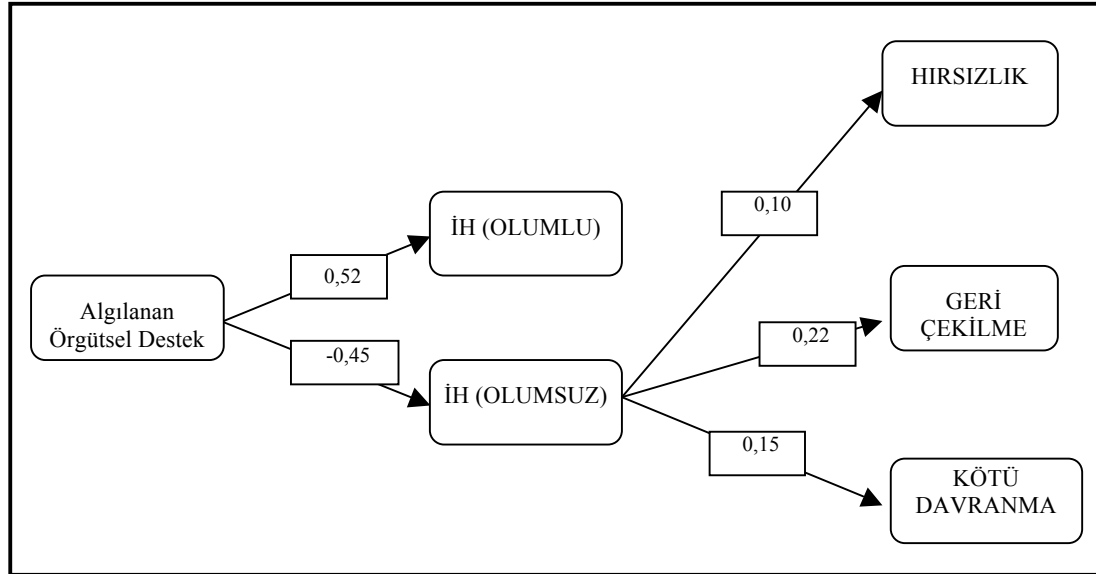 HIRSIZLIK
0,10
İH (OLUMLU)
0,52
Algılanan
Örgütsel Destek
-0,45
İH (OLUMSUZ)
0,22
GERİ
ÇEKİLME
0,15
KÖTÜ
DAVRANMA